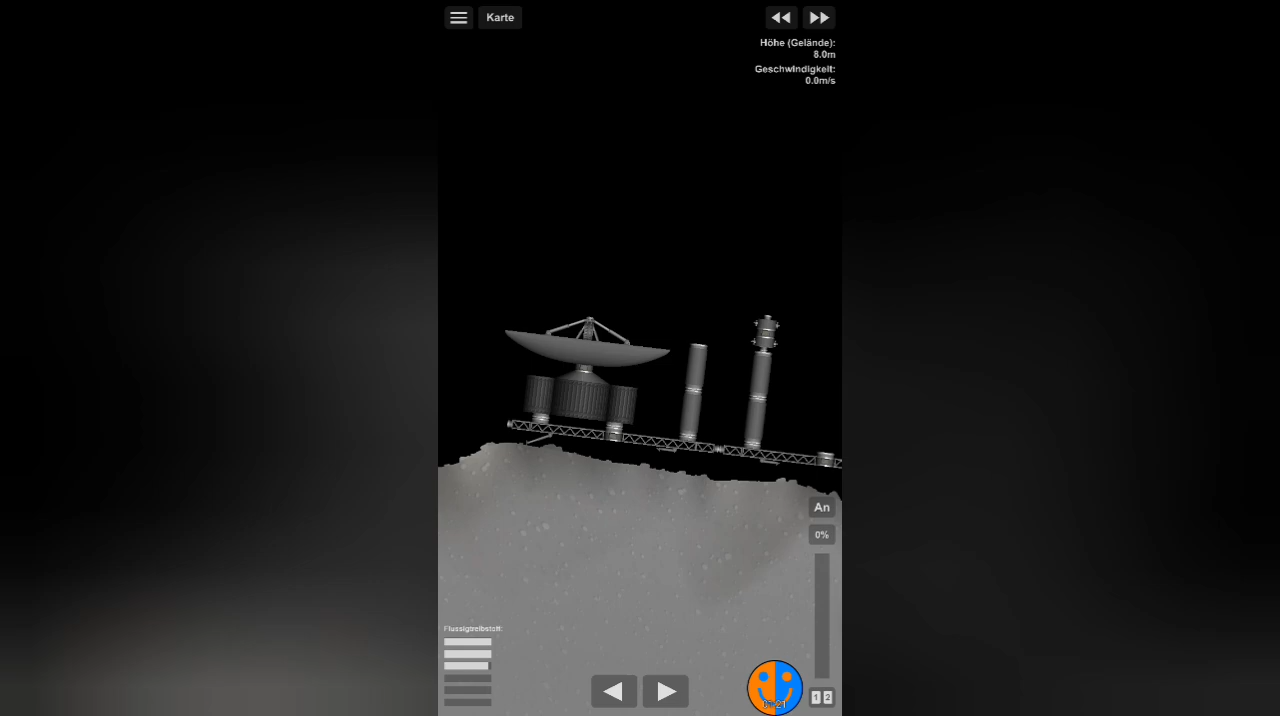 Karte
Höhe (Gelände):
8.0m
Geschwindigkeit:
0.0m/s
An
0%
Flüssigtreibstoff:
1 2